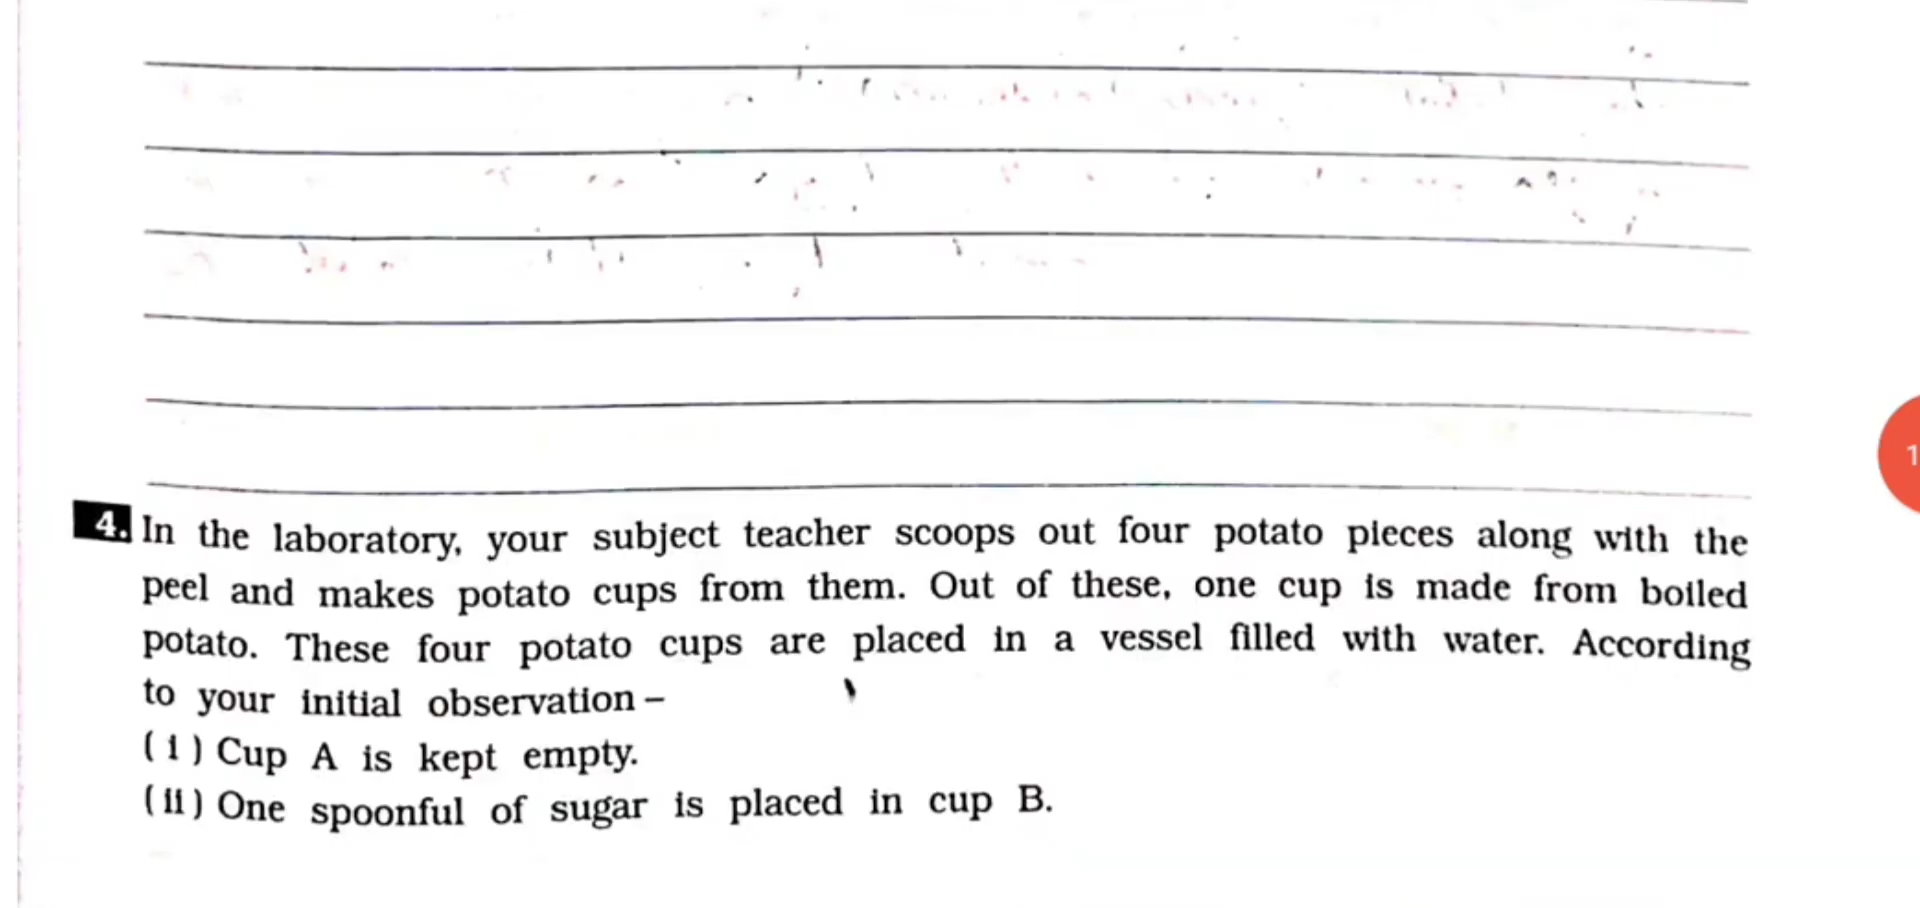 4. In the laboratory, your subject teacher scoops out four potato pieces along with the
peel and makes potato cups from them. Out of these, one cup is made from boiled
potato. These four potato cups are placed in a vessel filled with water. According
to your initial observation –
(i) Cup A is kept empty.
(ii) One spoonful of sugar is placed in cup B.
1